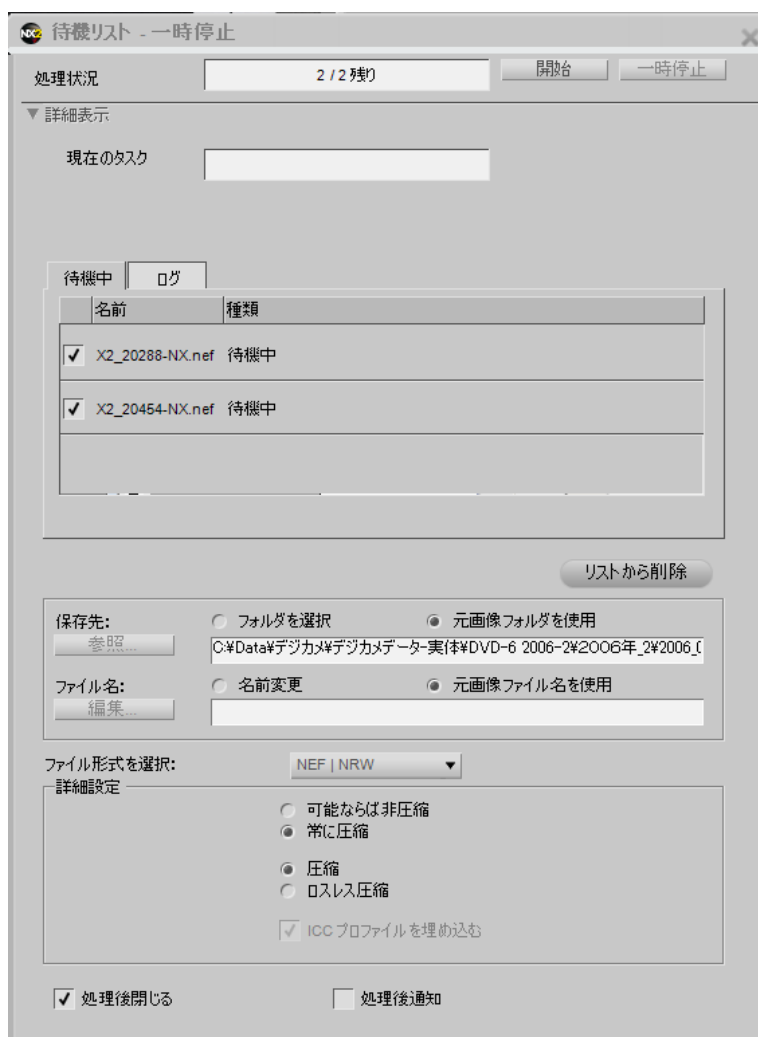 NX2 待機リスト - 一時停止
処理状況 2 / 2 残り 開始 一時停止
▼ 詳細表示
現在のタスク
待機中 ログ
名前 種類
X2_20288-NX.nef 待機中
X2_20454-NX.nef 待機中
リストから削除
保存先: フォルダを選択 元画像フォルダを使用
参照... C:¥Data¥デジカメ¥デジカメデータ-実体¥DVD-6 2006-2¥2006年_2¥2006_
ファイル名: 名前変更 元画像ファイル名を使用
編集...
ファイル形式を選択: NEF | NRW
詳細設定
可能ならば非圧縮
常に圧縮
圧縮
ロスレス圧縮
ICC プロファイルを埋め込む
処理後閉じる 処理後通知